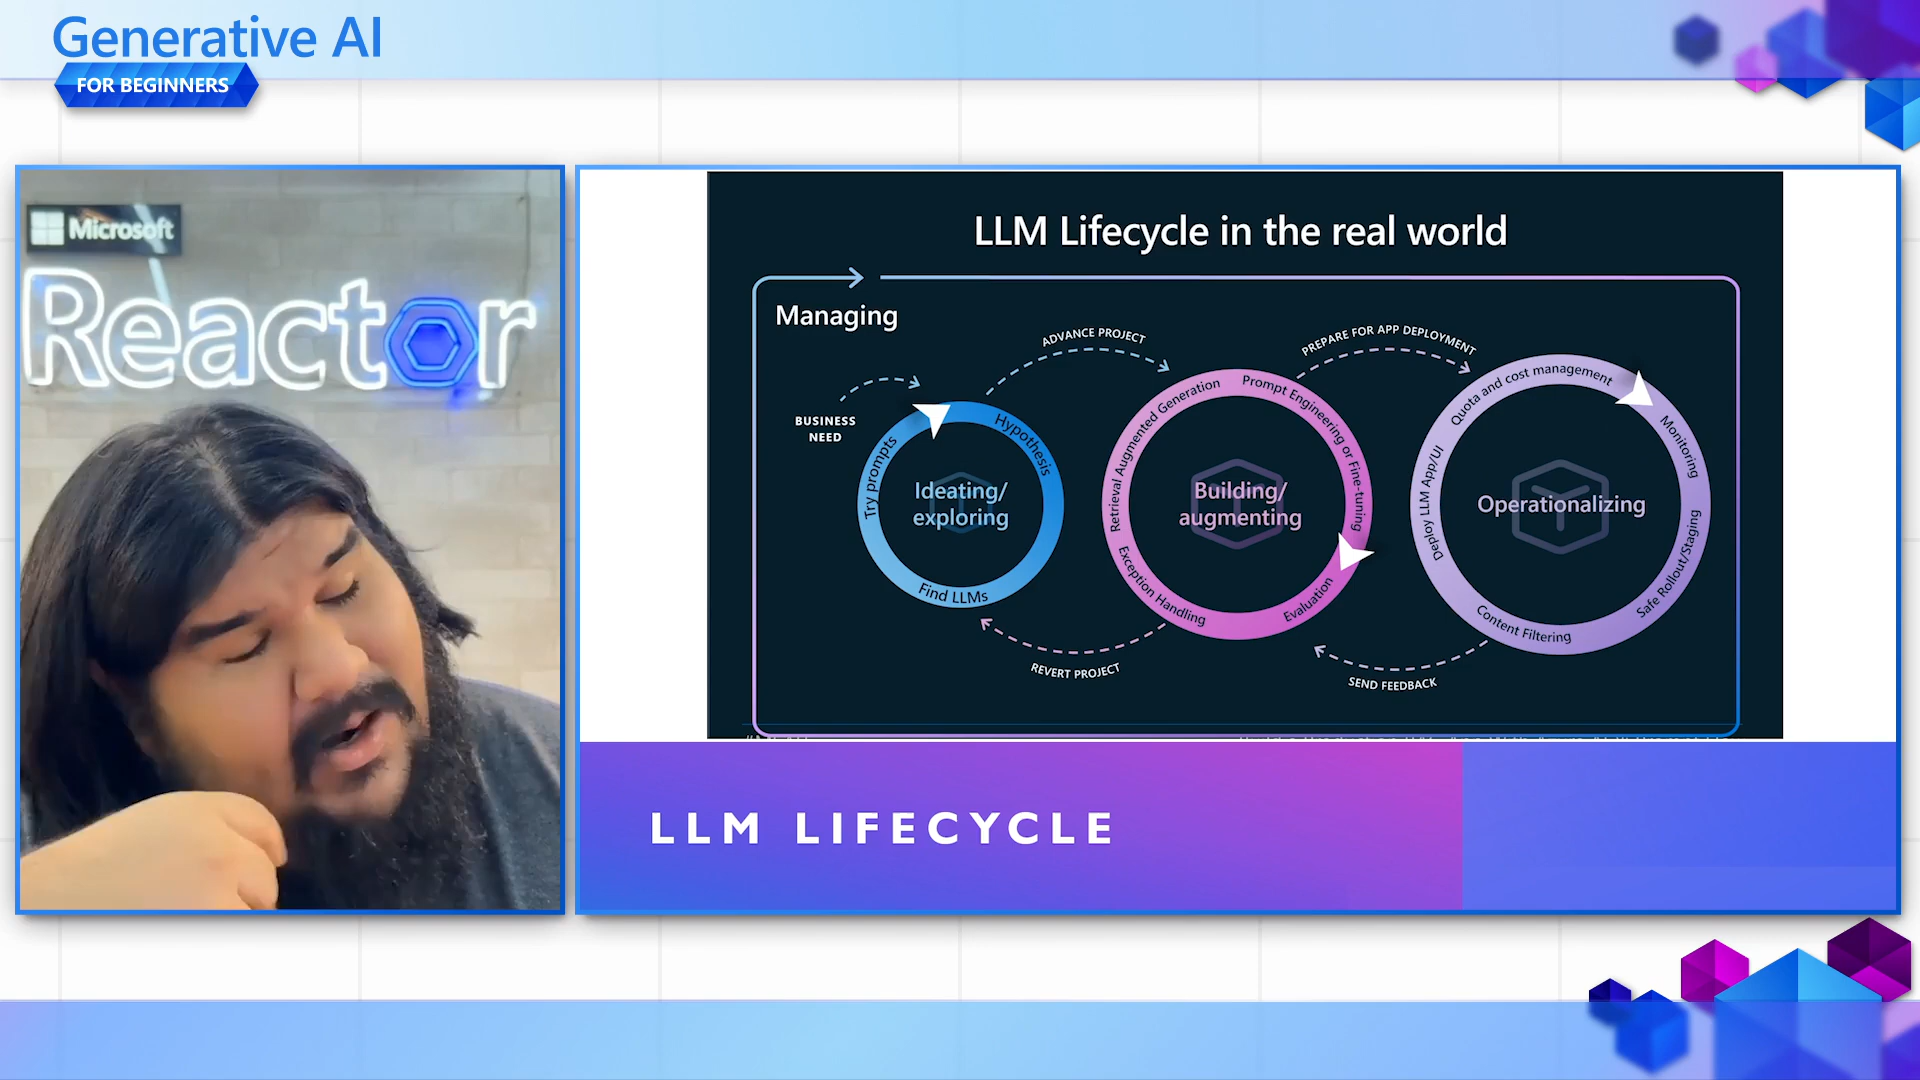 Generative AI
FOR BEGINNERS
Microsoft
Reactor
LLM Lifecycle in the real world
Managing
BUSINESS
NEED
ADVANCE PROJECT
PREPARE FOR APP DEPLOYMENT
Try prompts
Hypothesis
Find LLMs
Ideating/
exploring
Retrieval Augmented Generation
Prompt Engineering or Fine-tuning
Exception Handling
Evaluation
Building/
augmenting
Quota and cost management
Monitoring
Deploy LLM App/UI
Safe Rollout/Staging
Content Filtering
Operationalizing
REVERT PROJECT
SEND FEEDBACK
LLM LIFECYCLE